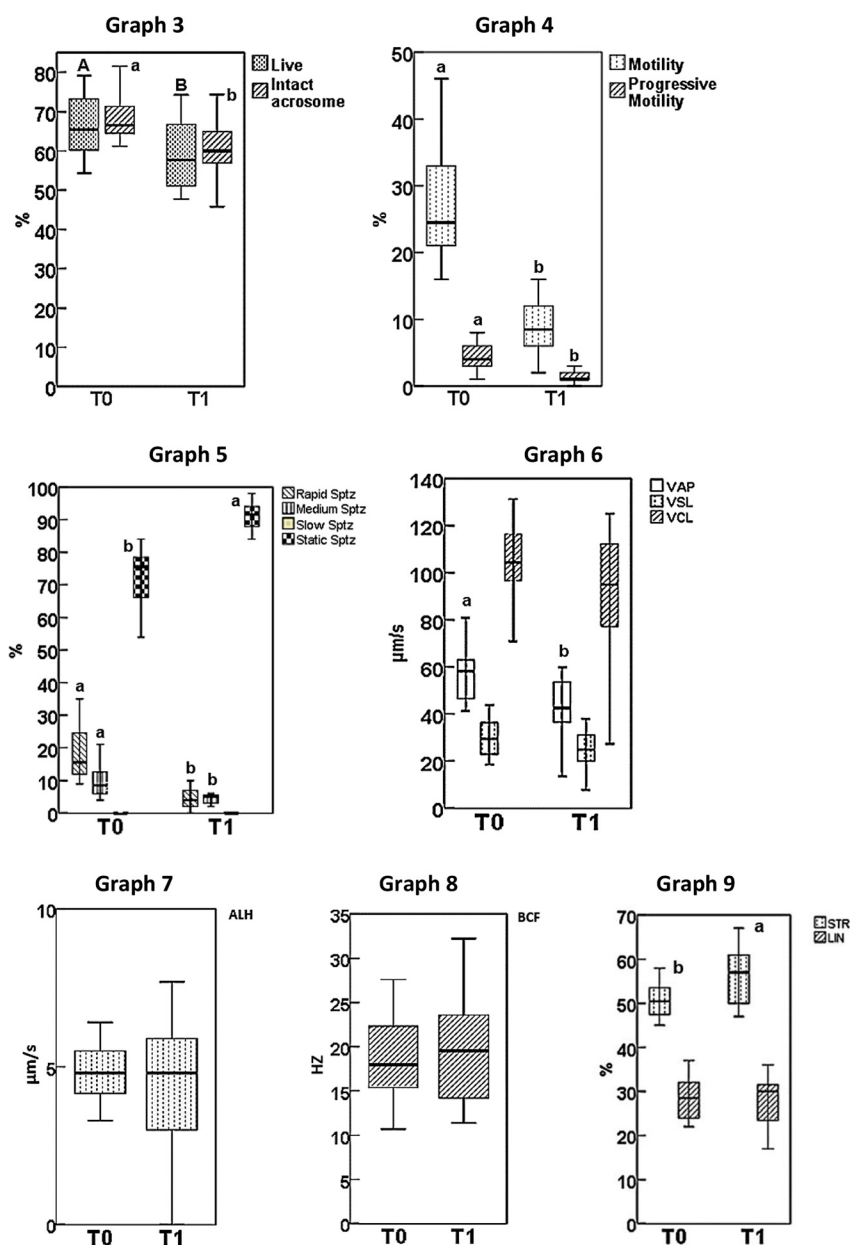 Graph 3
Graph 4
80
70
60
50
40
30
20
10
0
%
A
a
B
b
T0
T1
Live
Intact
acrosome
50
40
30
20
10
0
%
a
a
b
b
T0
T1
Motility
Progressive
Motility
Graph 5
Graph 6
100
90
80
70
60
50
40
30
20
10
0
%
a
a
b
b
b
a
T0
T1
Rapid Sptz
Medium Sptz
Slow Sptz
Static Sptz
140
120
100
80
60
40
20
0
µm/s
a
b
T0
T1
VAP
VSL
VCL
Graph 7
Graph 8
Graph 9
10
5
0
µm/s
T0
T1
ALH
35
30
25
20
15
10
5
0
HZ
T0
T1
BCF
70
60
50
40
30
20
10
0
%
b
a
T0
T1
STR
LIN